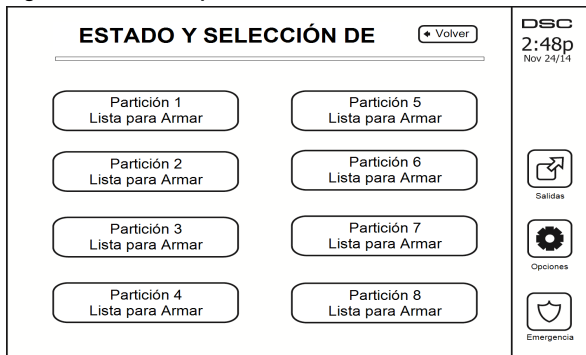 ESTADO Y SELECCIÓN DE
Volver
DSC
2:48p
Nov 24/14
Partición 1
Lista para Armar
Partición 5
Lista para Armar
Partición 2
Lista para Armar
Partición 6
Lista para Armar
Partición 3
Lista para Armar
Partición 7
Lista para Armar
Partición 4
Lista para Armar
Partición 8
Lista para Armar
Salidas
Opciones
Emergencia